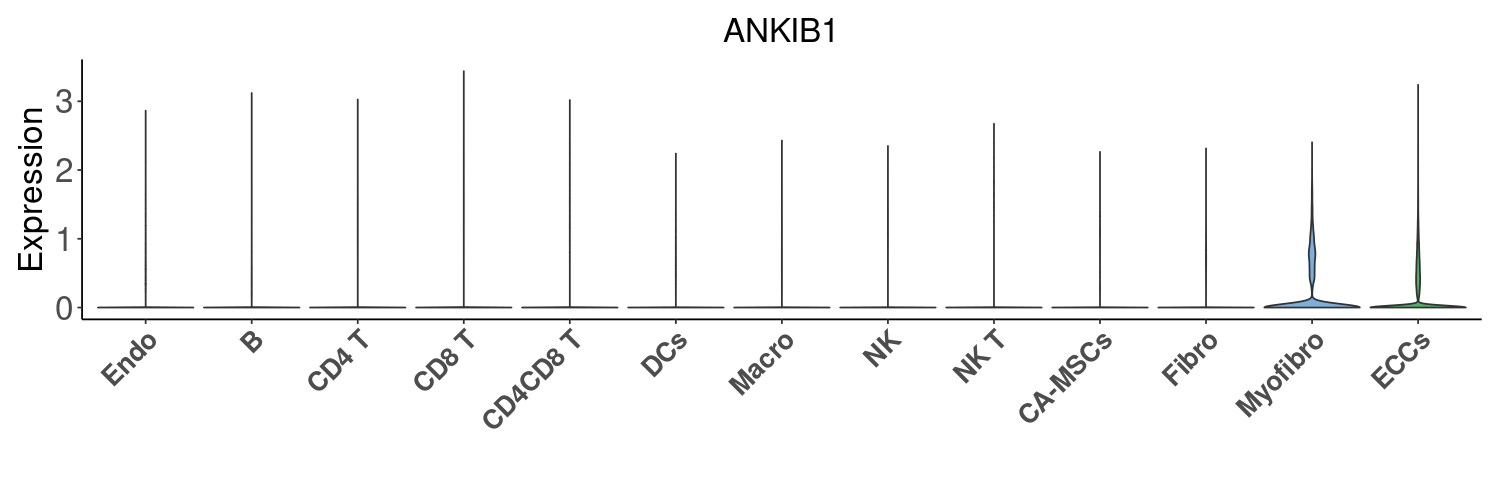 ANKIB1
Expression
3
2
1
0
Endo
B
CD4 T
CD8 T
CD4CD8 T
DCs
Macro
NK
NK T
CA-MSCs
Fibro
Myofibro
ECCs